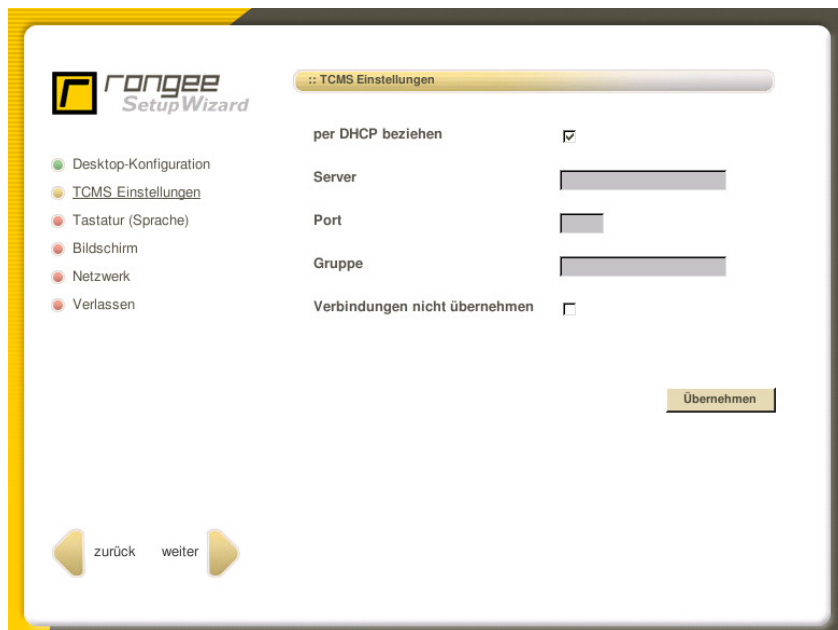 rangee
SetupWizard
Desktop-Konfiguration
TCMS Einstellungen
Tastatur (Sprache)
Bildschirm
Netzwerk
Verlassen
zurück weiter
:: TCMS Einstellungen
per DHCP beziehen
Server
Port
Gruppe
Verbindungen nicht übernehmen
Übernehmen